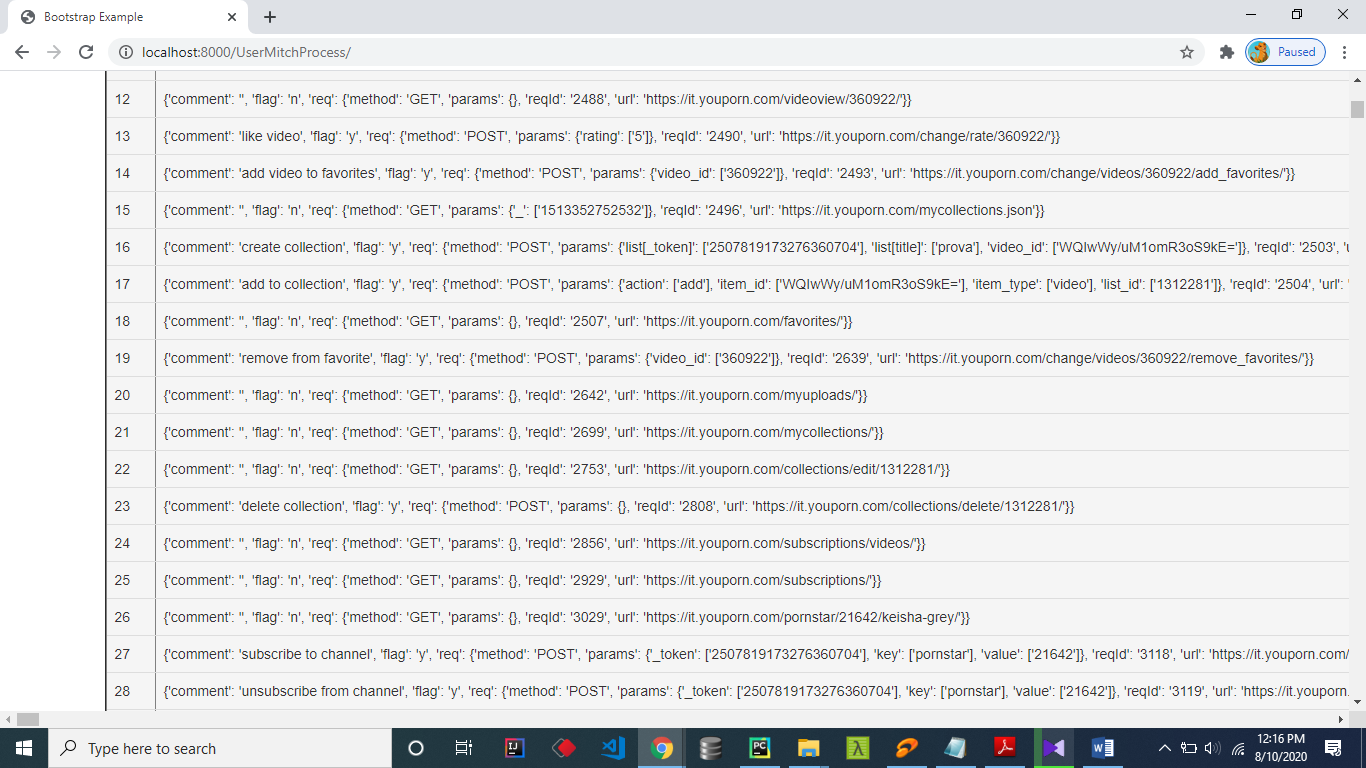 Bootstrap Example
localhost:8000/UserMitchProcess/
Paused
12 {'comment': '', 'flag': 'n', 'req': {'method': 'GET', 'params': {}, 'reqId': '2488', 'url': 'https://it.youporn.com/videoview/360922/'}}
13 {'comment': 'like video', 'flag': 'y', 'req': {'method': 'POST', 'params': {'rating': ['5']}, 'reqId': '2490', 'url': 'https://it.youporn.com/change/rate/360922/'}}
14 {'comment': 'add video to favorites', 'flag': 'y', 'req': {'method': 'POST', 'params': {'video_id': ['360922']}, 'reqId': '2493', 'url': 'https://it.youporn.com/change/videos/360922/add_favorites/'}}
15 {'comment': '', 'flag': 'n', 'req': {'method': 'GET', 'params': {'_': ['1513352752532']}, 'reqId': '2496', 'url': 'https://it.youporn.com/mycollections.json'}}
16 {'comment': 'create collection', 'flag': 'y', 'req': {'method': 'POST', 'params': {'list[_token]': ['2507819173276360704'], 'list[title]': ['prova'], 'video_id': ['WQIwWy/uM1omR3oS9kE=']}, 'reqId': '2503', 'u
17 {'comment': 'add to collection', 'flag': 'y', 'req': {'method': 'POST', 'params': {'action': ['add'], 'item_id': ['WQIwWy/uM1omR3oS9kE='], 'item_type': ['video'], 'list_id': ['1312281']}, 'reqId': '2504', 'url': '
18 {'comment': '', 'flag': 'n', 'req': {'method': 'GET', 'params': {}, 'reqId': '2507', 'url': 'https://it.youporn.com/favorites/'}}
19 {'comment': 'remove from favorite', 'flag': 'y', 'req': {'method': 'POST', 'params': {'video_id': ['360922']}, 'reqId': '2639', 'url': 'https://it.youporn.com/change/videos/360922/remove_favorites/'}}
20 {'comment': '', 'flag': 'n', 'req': {'method': 'GET', 'params': {}, 'reqId': '2642', 'url': 'https://it.youporn.com/myuploads/'}}
21 {'comment': '', 'flag': 'n', 'req': {'method': 'GET', 'params': {}, 'reqId': '2699', 'url': 'https://it.youporn.com/mycollections/'}}
22 {'comment': '', 'flag': 'n', 'req': {'method': 'GET', 'params': {}, 'reqId': '2753', 'url': 'https://it.youporn.com/collections/edit/1312281/'}}
23 {'comment': 'delete collection', 'flag': 'y', 'req': {'method': 'POST', 'params': {}, 'reqId': '2808', 'url': 'https://it.youporn.com/collections/delete/1312281/'}}
24 {'comment': '', 'flag': 'n', 'req': {'method': 'GET', 'params': {}, 'reqId': '2856', 'url': 'https://it.youporn.com/subscriptions/videos/'}}
25 {'comment': '', 'flag': 'n', 'req': {'method': 'GET', 'params': {}, 'reqId': '2929', 'url': 'https://it.youporn.com/subscriptions/'}}
26 {'comment': '', 'flag': 'n', 'req': {'method': 'GET', 'params': {}, 'reqId': '3029', 'url': 'https://it.youporn.com/pornstar/21642/keisha-grey/'}}
27 {'comment': 'subscribe to channel', 'flag': 'y', 'req': {'method': 'POST', 'params': {'_token': ['2507819173276360704'], 'key': ['pornstar'], 'value': ['21642']}, 'reqId': '3118', 'url': 'https://it.youporn.com/
28 {'comment': 'unsubscribe from channel', 'flag': 'y', 'req': {'method': 'POST', 'params': {'_token': ['2507819173276360704'], 'key': ['pornstar'], 'value': ['21642']}, 'reqId': '3119', 'url': 'https://it.youporn.
Type here to search
12:16 PM
8/10/2020